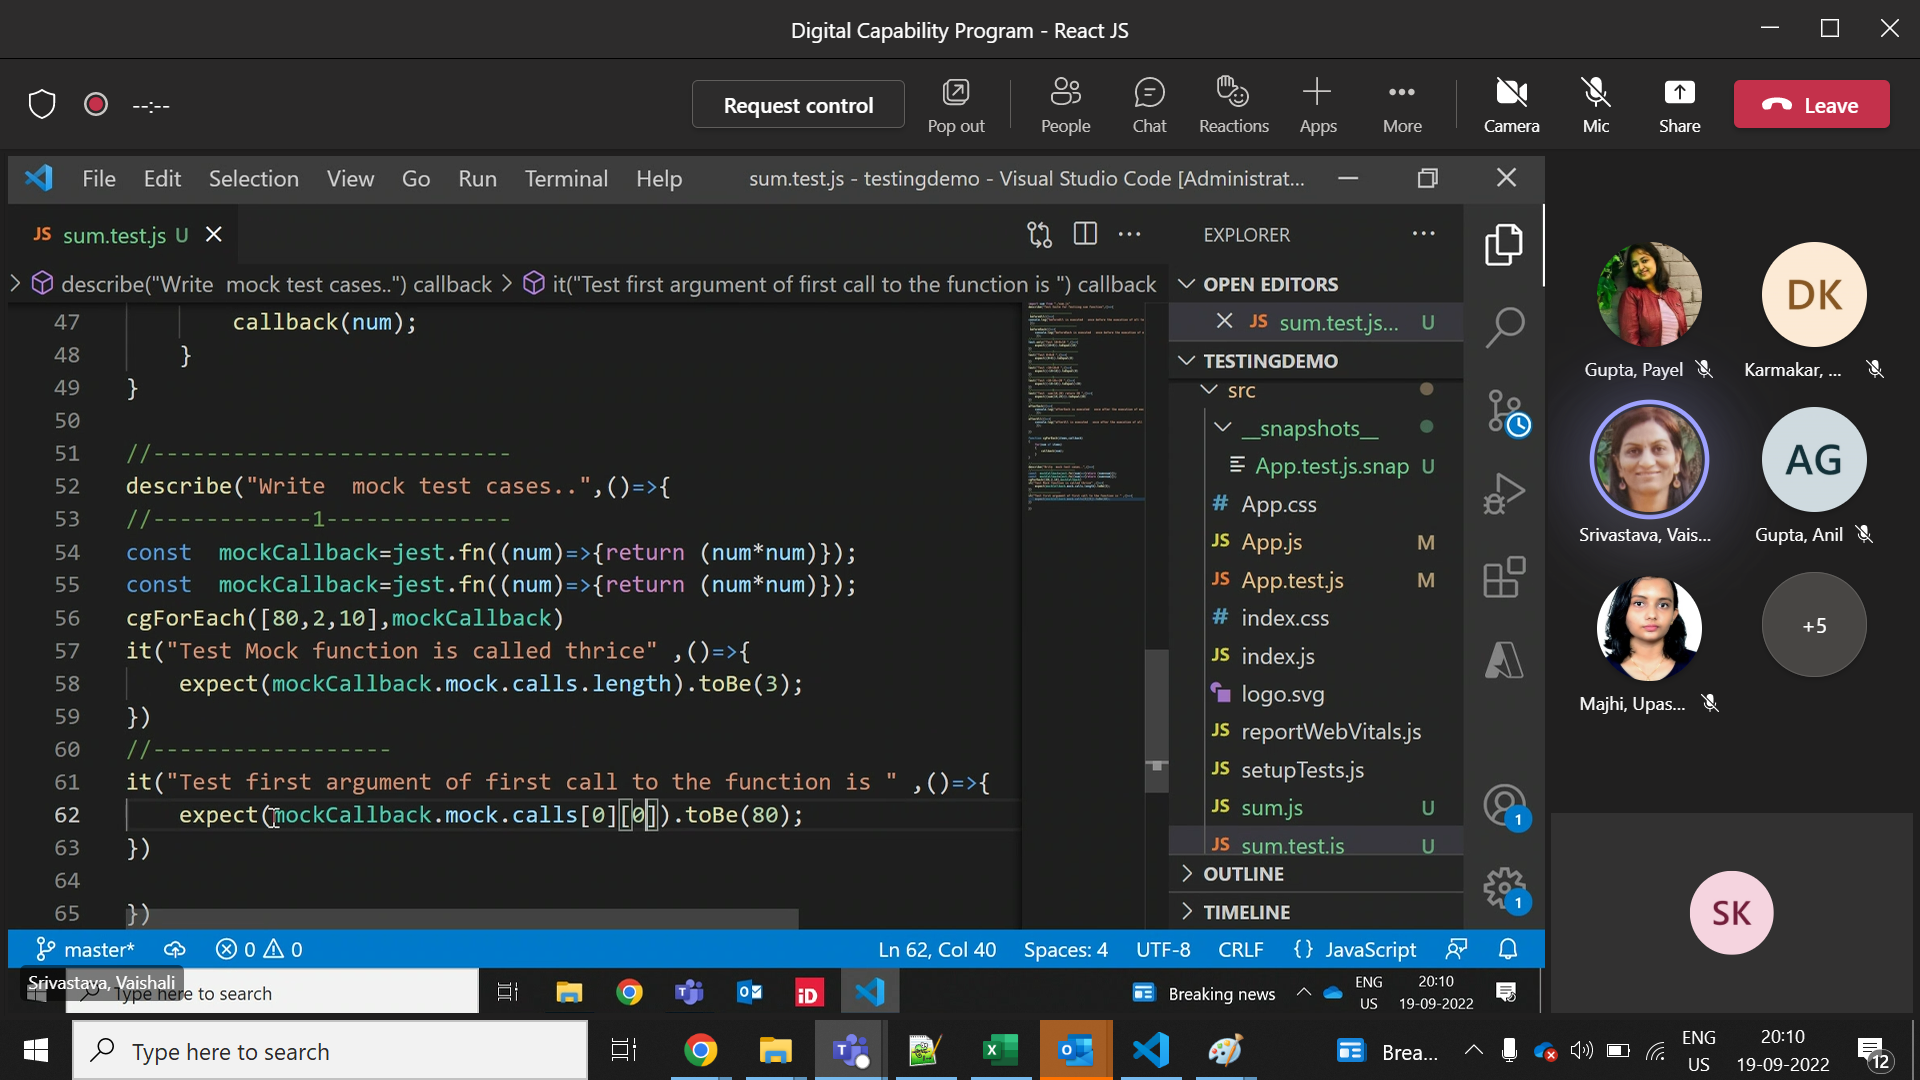 Digital Capability Program - React JS
--:--
Request control
Pop out
People
Chat
Reactions
Apps
More
Camera
Mic
Share
Leave
File Edit Selection View Go Run Terminal Help
sum.test.js - testingdemo - Visual Studio Code [Administrat...
JS sum.test.js U
describe("Write  mock test cases..") callback > it("Test first argument of first call to the function is ") callback
47 callback(num);
48 }
49 }
50
51 //---------------------------
52 describe("Write  mock test cases..",()=>{
53 //------------1--------------
54 const  mockCallback=jest.fn((num)=>{return (num*num)});
55 const  mockCallback=jest.fn((num)=>{return (num*num)});
56 cgForEach([80,2,10],mockCallback)
57 it("Test Mock function is called thrice" ,()=>{
58 expect(mockCallback.mock.calls.length).toBe(3);
59 })
60 //------------------
61 it("Test first argument of first call to the function is " ,()=>{
62 expect(mockCallback.mock.calls[0][0]).toBe(80);
63 })
64
65 })
EXPLORER
OPEN EDITORS
JS sum.test.js... U
TESTINGDEMO
src
__snapshots__
App.test.js.snap U
# App.css
JS App.js M
JS App.test.js M
# index.css
JS index.js
logo.svg
JS reportWebVitals.js
JS setupTests.js
JS sum.js U
JS sum.test.js U
OUTLINE
TIMELINE
1
1
master*
0 0
Ln 62, Col 40
Spaces: 4
UTF-8
CRLF
{} JavaScript
Srivastava, Vaishali
Type here to search
iD
Breaking news
ENG
US
20:10
19-09-2022
Gupta, Payel
DK
Karmakar, ...
Srivastava, Vais...
AG
Gupta, Anil
Majhi, Upas...
+5
SK
Type here to search
Brea...
ENG
US
20:10
19-09-2022
12